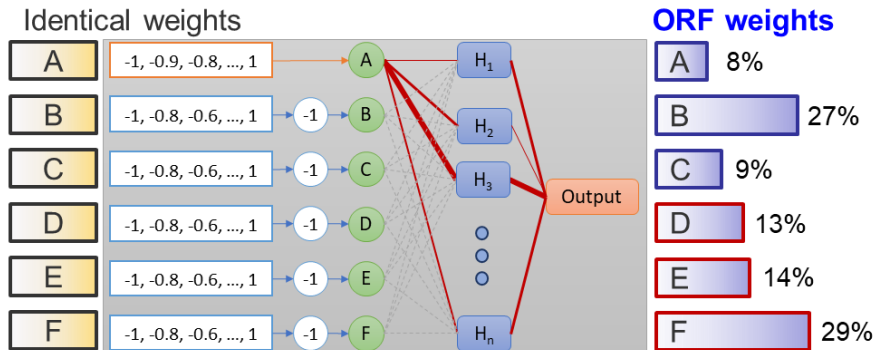 Identical weights
ORF weights
A
-1, -0.9, -0.8, ..., 1
A
H1
A
8%
B
-1, -0.8, -0.6, ..., 1
-1
B
H2
B
27%
C
-1, -0.8, -0.6, ..., 1
-1
C
H3
C
9%
Output
D
-1, -0.8, -0.6, ..., 1
-1
D
D
13%
E
-1, -0.8, -0.6, ..., 1
-1
E
E
14%
F
-1, -0.8, -0.6, ..., 1
-1
F
Hn
F
29%